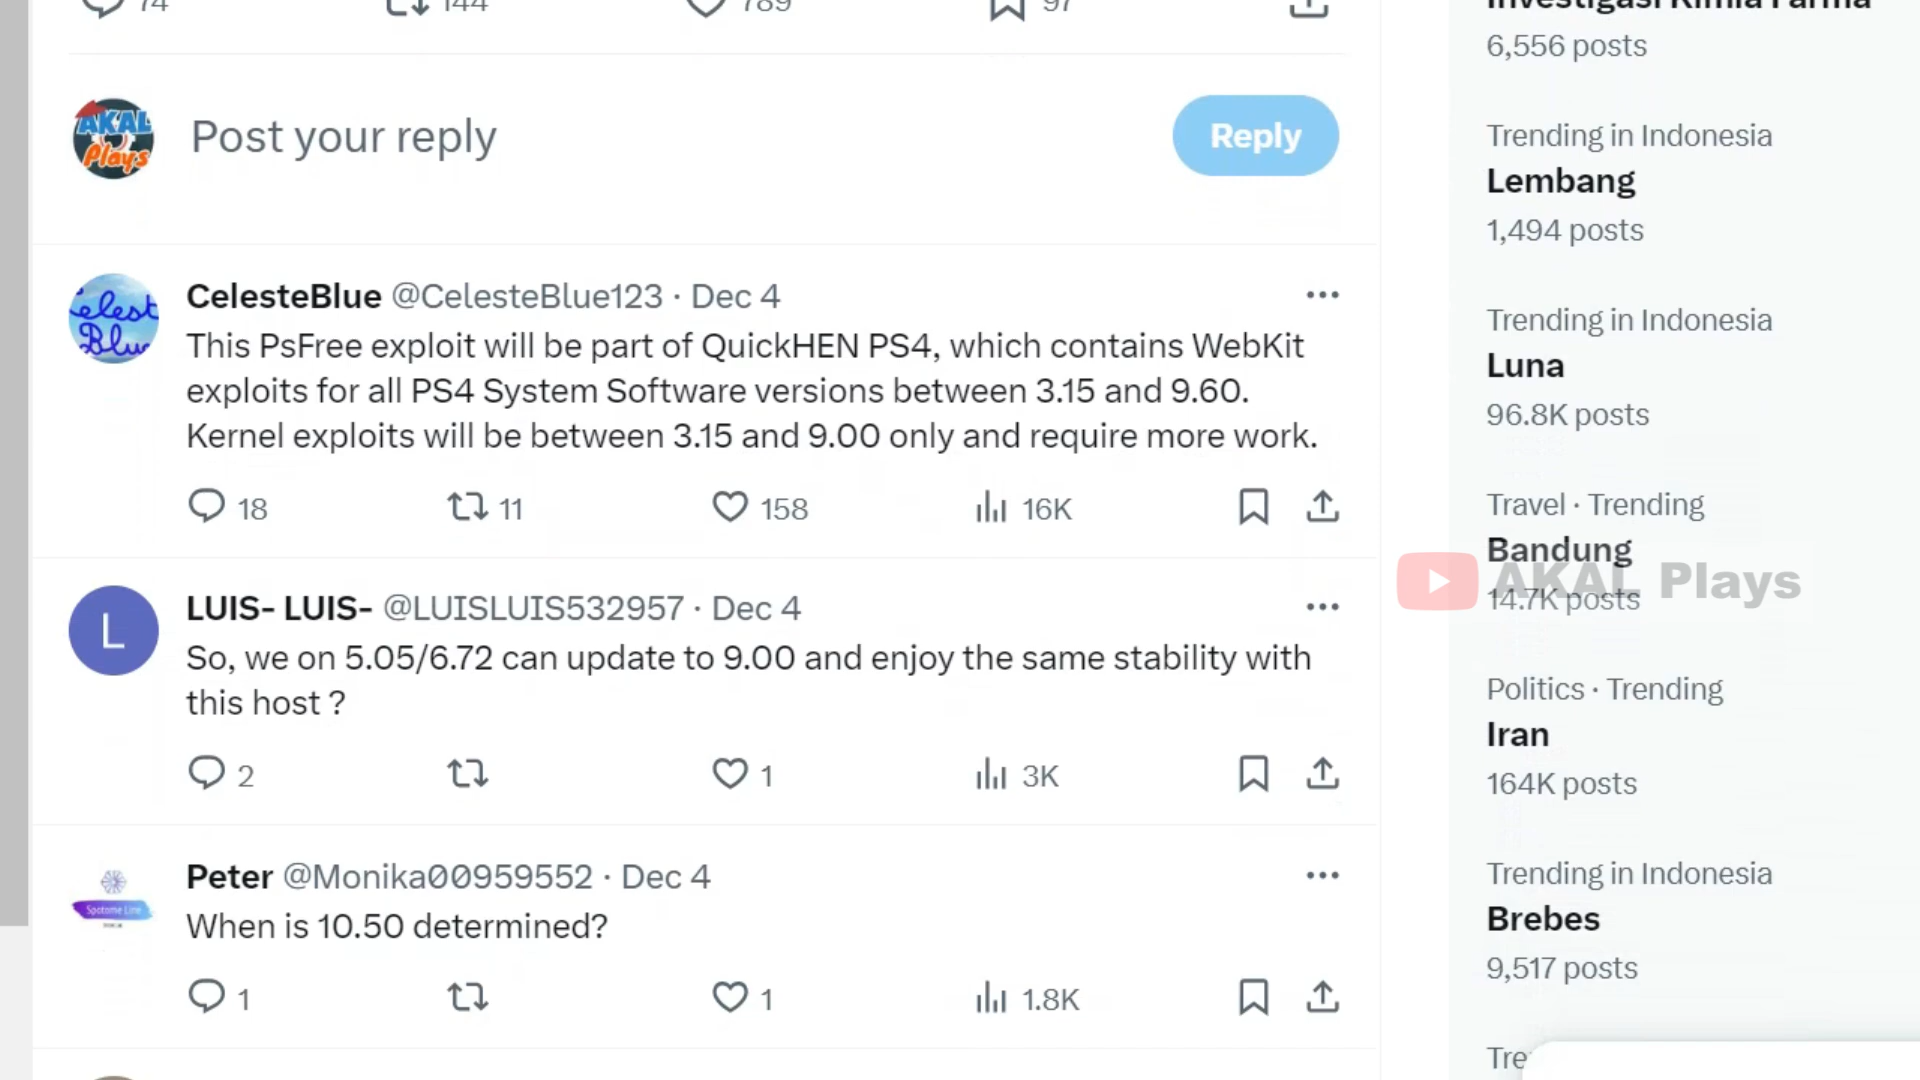 74 144 789 97
AKAL
Plays
Post your reply
Reply
CelesteBlue @CelesteBlue123 · Dec 4
This PsFree exploit will be part of QuickHEN PS4, which contains WebKit
exploits for all PS4 System Software versions between 3.15 and 9.60.
Kernel exploits will be between 3.15 and 9.00 only and require more work.
18 11 158 16K
elest
Blue
L
LUIS- LUIS- @LUISLUIS532957 · Dec 4
So, we on 5.05/6.72 can update to 9.00 and enjoy the same stability with
this host ?
2 1 3K
Spotome Line
Peter @Monika00959552 · Dec 4
When is 10.50 determined?
1 1 1.8K
Investigasi Kimia Farma
6,556 posts
Trending in Indonesia
Lembang
1,494 posts
Trending in Indonesia
Luna
96.8K posts
Travel · Trending
Bandung
14.7K posts
AKAL Plays
Politics · Trending
Iran
164K posts
Trending in Indonesia
Brebes
9,517 posts
Tre